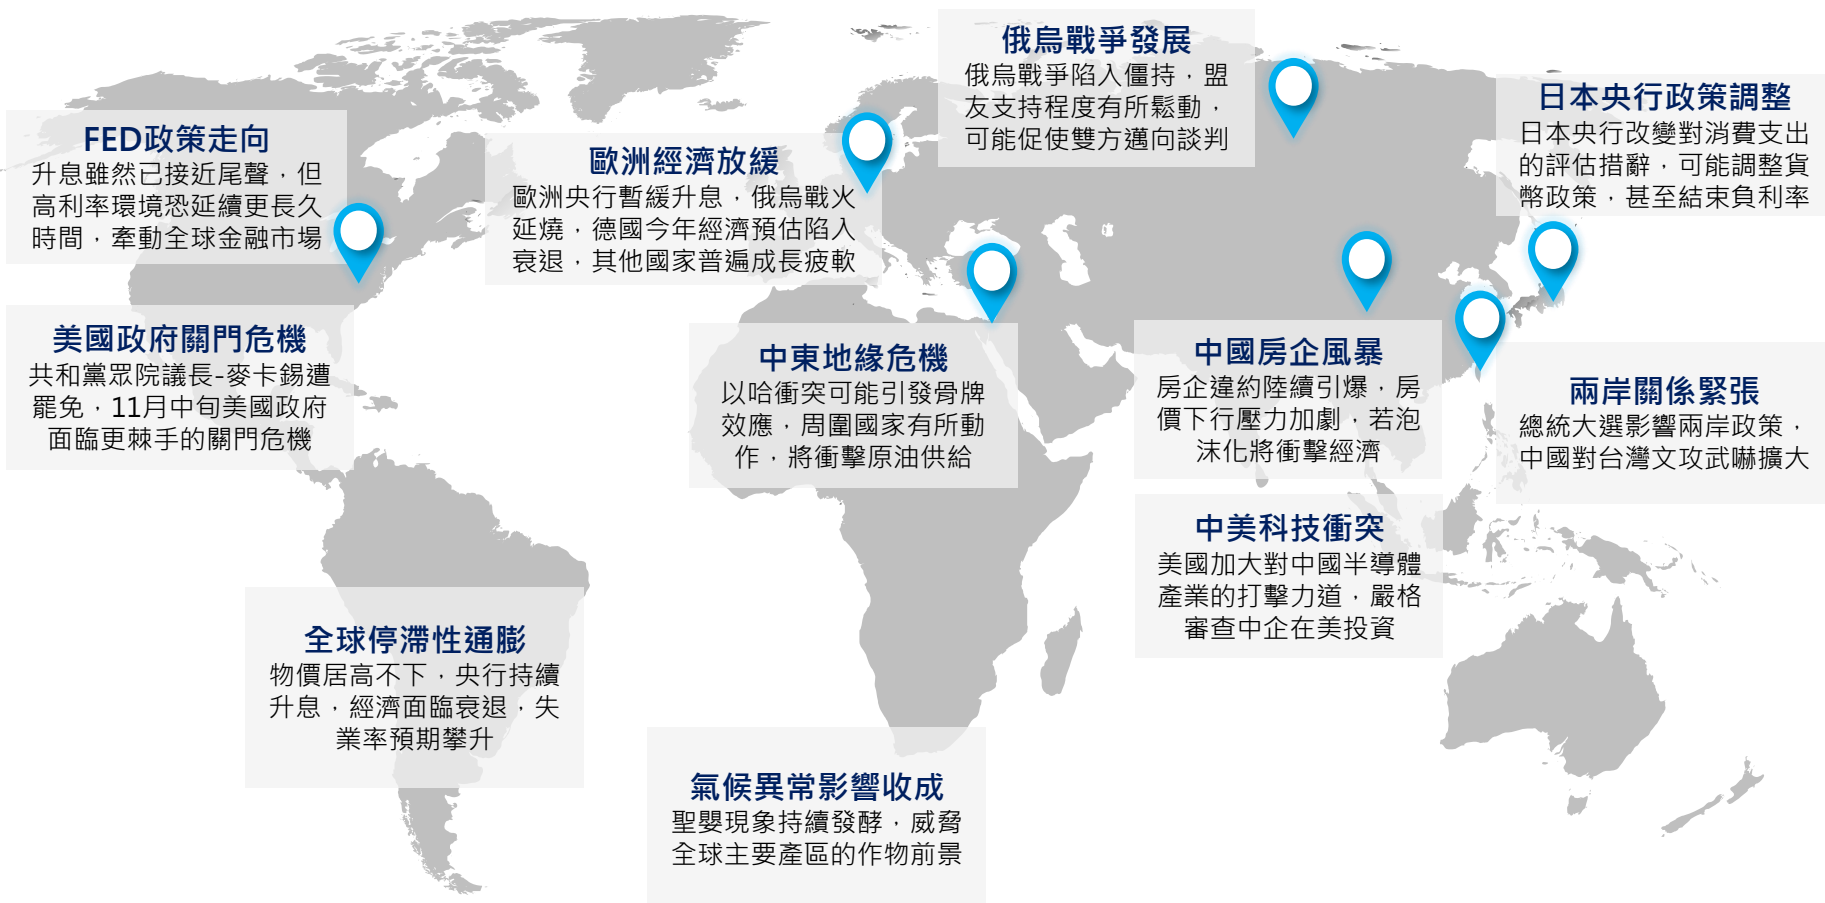 FED政策走向
升息雖然已接近尾聲，但
高利率環境恐延續更長久
時間，牽動全球金融市場
美國政府關門危機
共和黨眾院議長-麥卡錫遭
罷免，11月中旬美國政府
面臨更棘手的關門危機
歐洲經濟放緩
歐洲央行暫緩升息，俄烏戰火
延燒，德國今年經濟預估陷入
衰退，其他國家普遍成長疲軟
俄烏戰爭發展
俄烏戰爭陷入僵持，盟
友支持程度有所鬆動，
可能促使雙方邁向談判
日本央行政策調整
日本央行改變對消費支出
的評估措辭，可能調整貨
幣政策，甚至結束負利率
中東地緣危機
以哈衝突可能引發骨牌
效應，周圍國家有所動
作，將衝擊原油供給
中國房企風暴
房企違約陸續引爆，房
價下行壓力加劇，若泡
沫化將衝擊經濟
兩岸關係緊張
總統大選影響兩岸政策，
中國對台灣文攻武嚇擴大
中美科技衝突
美國加大對中國半導體
產業的打擊力道，嚴格
審查中企在美投資
全球停滯性通膨
物價居高不下，央行持續
升息，經濟面臨衰退，失
業率預期攀升
氣候異常影響收成
聖嬰現象持續發酵，威脅
全球主要產區的作物前景